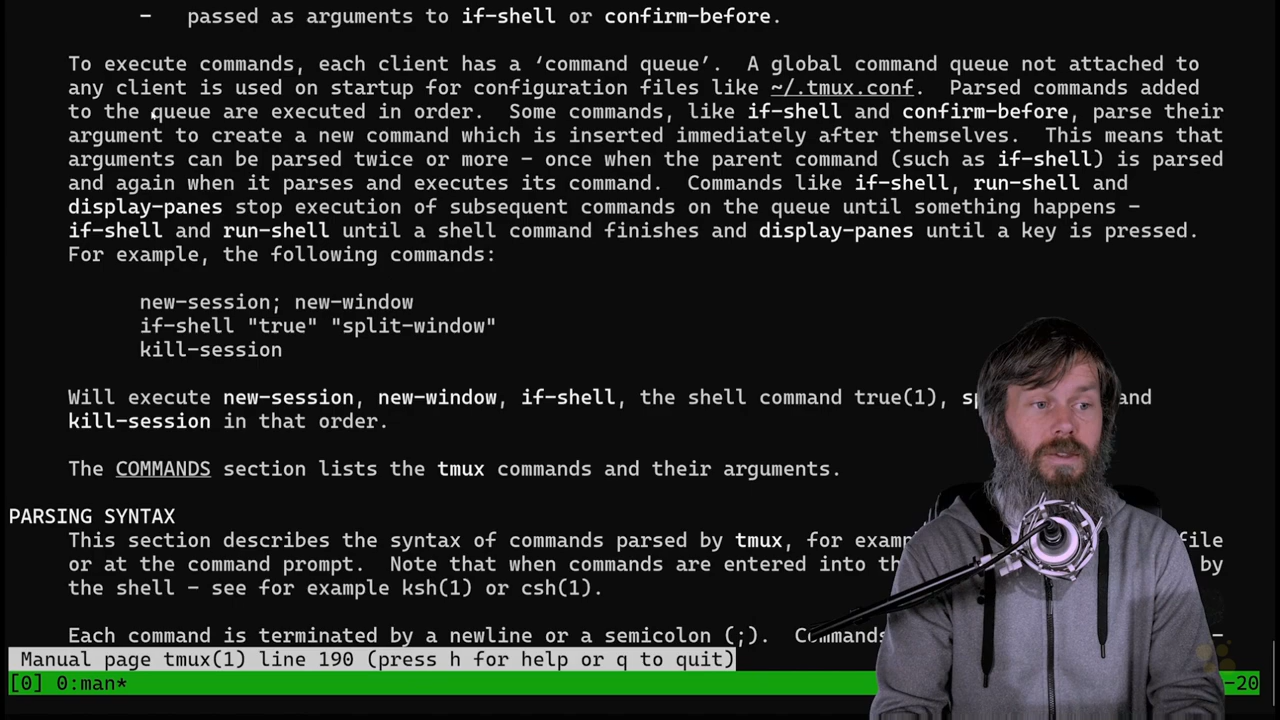 - passed as arguments to if-shell or confirm-before.
To execute commands, each client has a ‘command queue’. A global command queue not attached to
any client is used on startup for configuration files like ~/.tmux.conf. Parsed commands added
to the queue are executed in order. Some commands, like if-shell and confirm-before, parse their
argument to create a new command which is inserted immediately after themselves. This means that
arguments can be parsed twice or more - once when the parent command (such as if-shell) is parsed
and again when it parses and executes its command. Commands like if-shell, run-shell and
display-panes stop execution of subsequent commands on the queue until something happens -
if-shell and run-shell until a shell command finishes and display-panes until a key is pressed.
For example, the following commands:
new-session; new-window
if-shell "true" "split-window"
kill-session
Will execute new-session, new-window, if-shell, the shell command true(1), and
kill-session in that order.
The COMMANDS section lists the tmux commands and their arguments.
PARSING SYNTAX
This section describes the syntax of commands parsed by tmux, for file
or at the command prompt. Note that when commands are entered into by
the shell - see for example ksh(1) or csh(1).
Each command is terminated by a newline or a semicolon (;).
Manual page tmux(1) line 190 (press h for help or q to quit)
[0] 0:man* -20